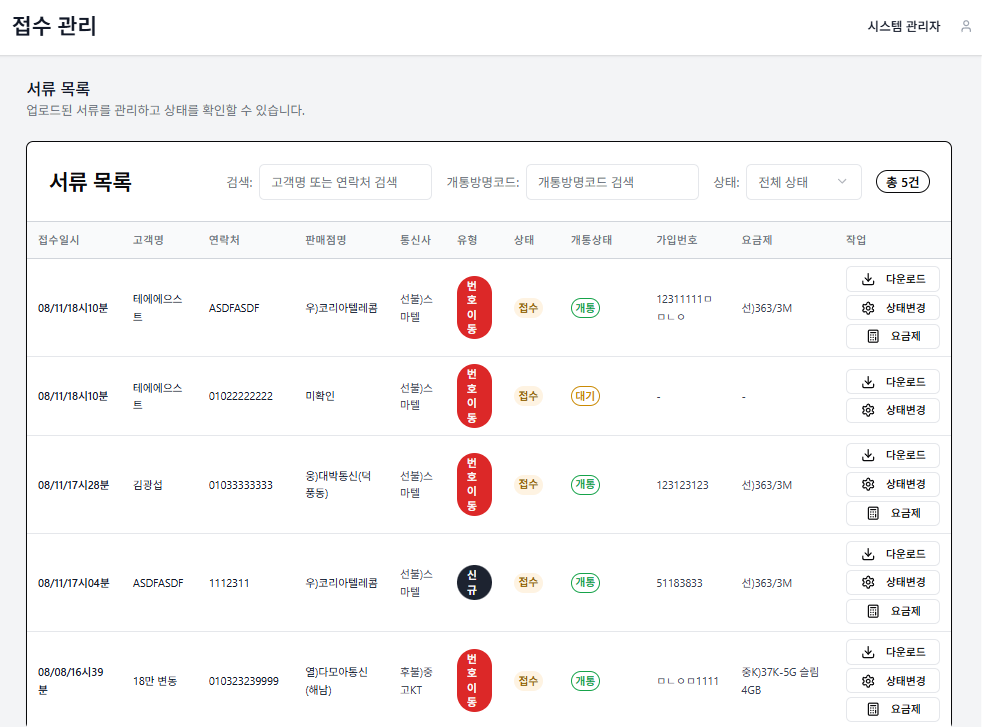 접수 관리
시스템 관리자
서류 목록
업로드된 서류를 관리하고 상태를 확인할 수 있습니다.
서류 목록
검색: 고객명 또는 연락처 검색 개통방명코드: 개통방명코드 검색 상태: 전체 상태 총 5건
접수일시 고객명 연락처 판매점명 통신사 유형 상태 개통상태 가입번호 요금제 작업
08/11/18시10분
테에에으스
트
ASDFASDF
우)코리아텔레콤
선불)스
마텔
번
호
이
동
접수
개통
12311111ㅁ
ㅁㄴㅇ
선)363/3M
다운로드
상태변경
요금제
08/11/18시10분
테에에으스
트
01022222222
미확인
선불)스
마텔
번
호
이
동
접수
대기
-
-
다운로드
상태변경
08/11/17시28분
김광섭
01033333333
웅)대박통신(덕
풍동)
선불)스
마텔
번
호
이
동
접수
개통
123123123
선)363/3M
다운로드
상태변경
요금제
08/11/17시04분
ASDFASDF
1112311
우)코리아텔레콤
선불)스
마텔
신
규
접수
개통
51183833
선)363/3M
다운로드
상태변경
요금제
08/08/16시39
분
18만 변동
010323239999
열)다모아통신
(해남)
후불)중
고KT
번
호
이
동
접수
개통
ㅁㄴㅇㅁ1111
중K)37K-5G 슬림
4GB
다운로드
상태변경
요금제